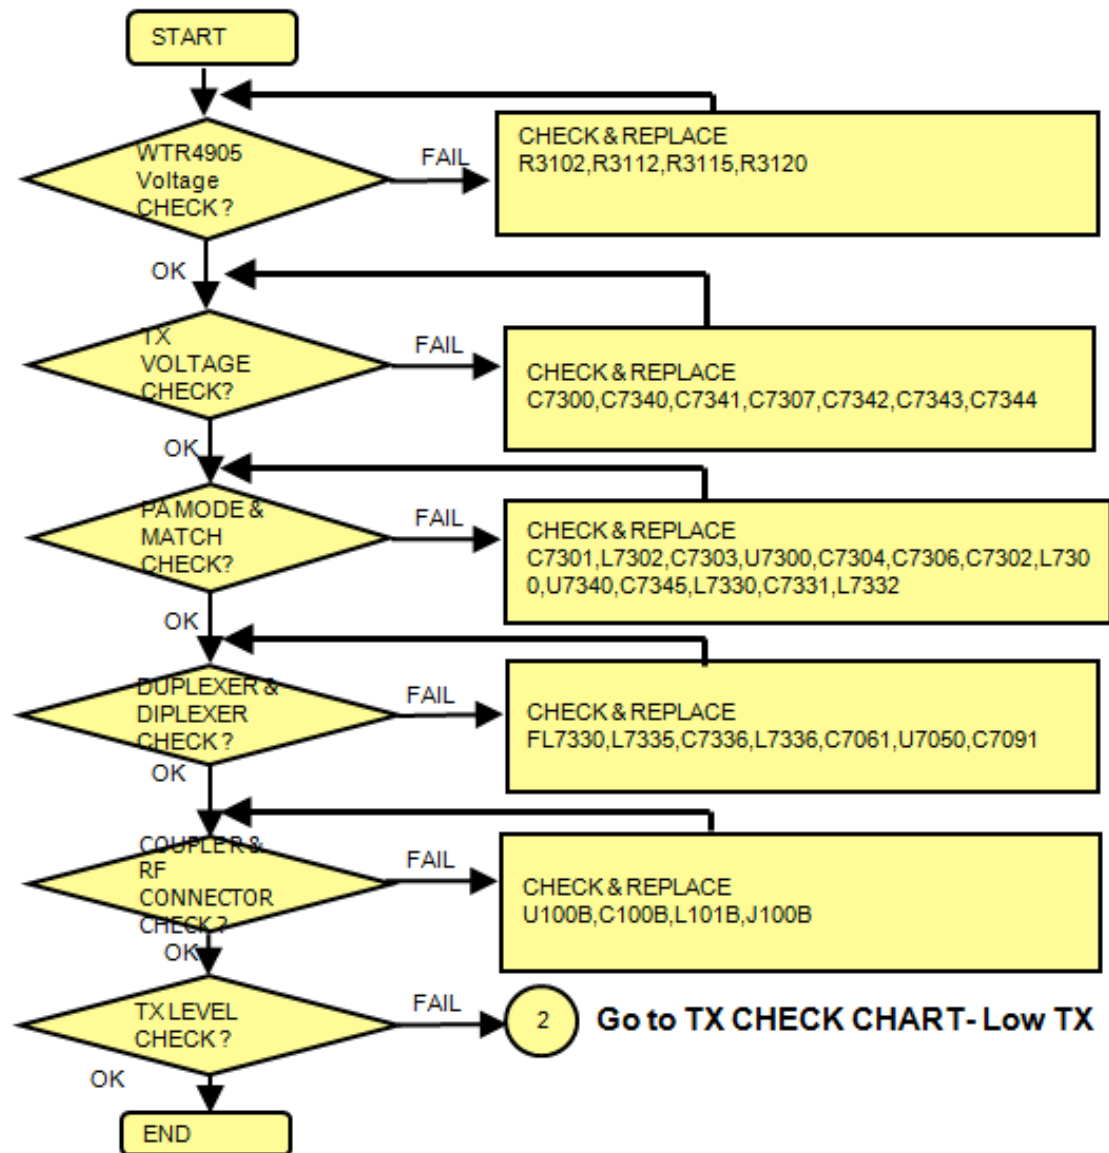 START
WTR4905
Voltage
CHECK ?
FAIL
CHECK & REPLACE
R3102,R3112,R3115,R3120
OK
TX
VOLTAGE
CHECK?
FAIL
CHECK & REPLACE
C7300,C7340,C7341,C7307,C7342,C7343,C7344
OK
PA MODE &
MATCH
CHECK?
FAIL
CHECK & REPLACE
C7301,L7302,C7303,U7300,C7304,C7306,C7302,L730
0,U7340,C7345,L7330,C7331,L7332
OK
DUPLEXER &
DIPLEXER
CHECK ?
FAIL
CHECK & REPLACE
FL7330,L7335,C7336,L7336,C7061,U7050,C7091
OK
COUPLER &
RF
CONNECTOR
CHECK ?
FAIL
CHECK & REPLACE
U100B,C100B,L101B,J100B
OK
TX LEVEL
CHECK ?
FAIL
2
Go to TX CHECK CHART- Low TX
OK
END